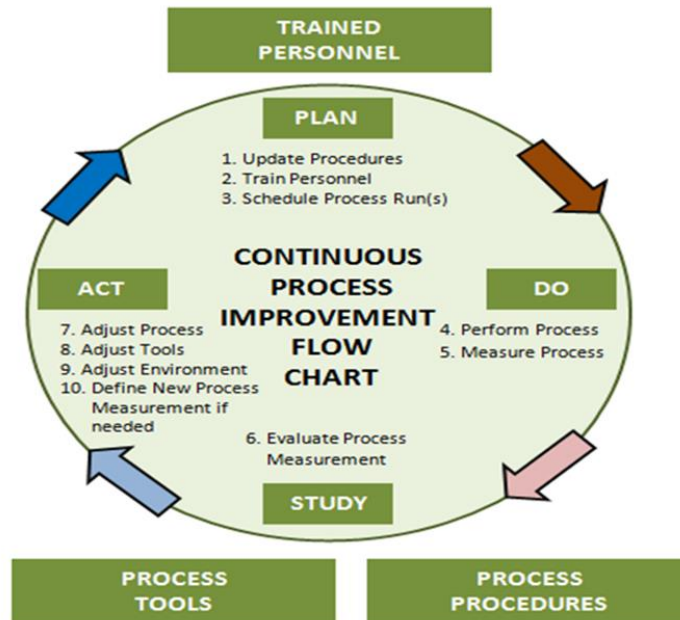 TRAINED
PERSONNEL
PLAN
1. Update Procedures
2. Train Personnel
3. Schedule Process Run(s)
CONTINUOUS
PROCESS
IMPROVEMENT
FLOW
CHART
DO
4. Perform Process
5. Measure Process
6. Evaluate Process
Measurement
STUDY
ACT
7. Adjust Process
8. Adjust Tools
9. Adjust Environment
10. Define New Process
Measurement if
needed
PROCESS
TOOLS
PROCESS
PROCEDURES